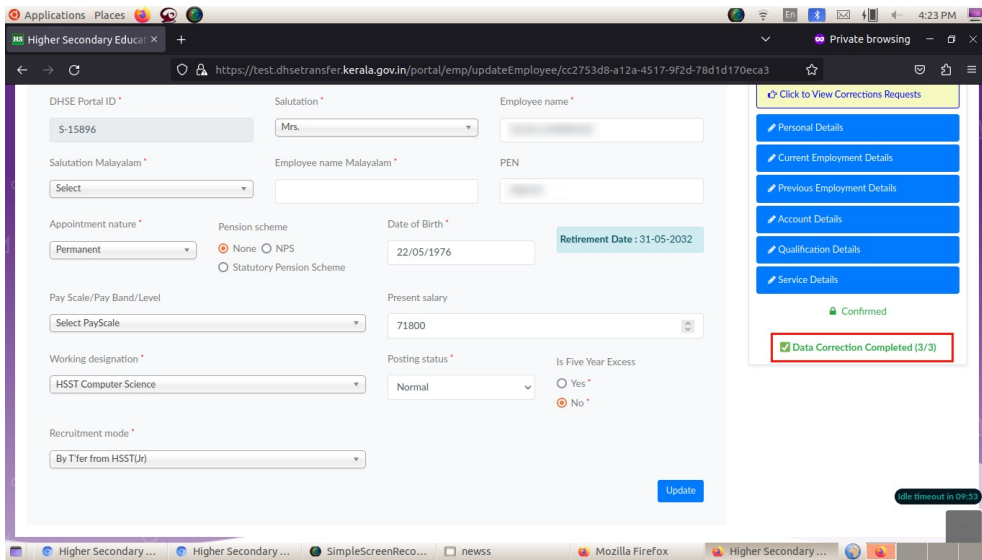 Applications Places En 4:23 PM
HS Higher Secondary Educat × + Private browsing
https://test.dhsetransfer.kerala.gov.in/portal/emp/updateEmployee/cc2753d8-a12a-4517-9f2d-78d1d170eca3
DHSE Portal ID * Salutation * Employee name *
S-15896 Mrs.
Salutation Malayalam * Employee name Malayalam * PEN
Select
Appointment nature * Pension scheme Date of Birth *
Permanent None NPS 22/05/1976 Retirement Date : 31-05-2032
Statutory Pension Scheme
Pay Scale/Pay Band/Level Present salary
Select PayScale 71800
Working designation * Posting status * Is Five Year Excess
HSST Computer Science Normal Yes *
No *
Recruitment mode *
By T'fer from HSST(Jr)
Update
Click to View Corrections Requests
Personal Details
Current Employment Details
Previous Employment Details
Account Details
Qualification Details
Service Details
Confirmed
Data Correction Completed (3/3)
Idle timeout in 09:53
Higher Secondary ... Higher Secondary ... SimpleScreenReco... newss Mozilla Firefox Higher Secondary ...